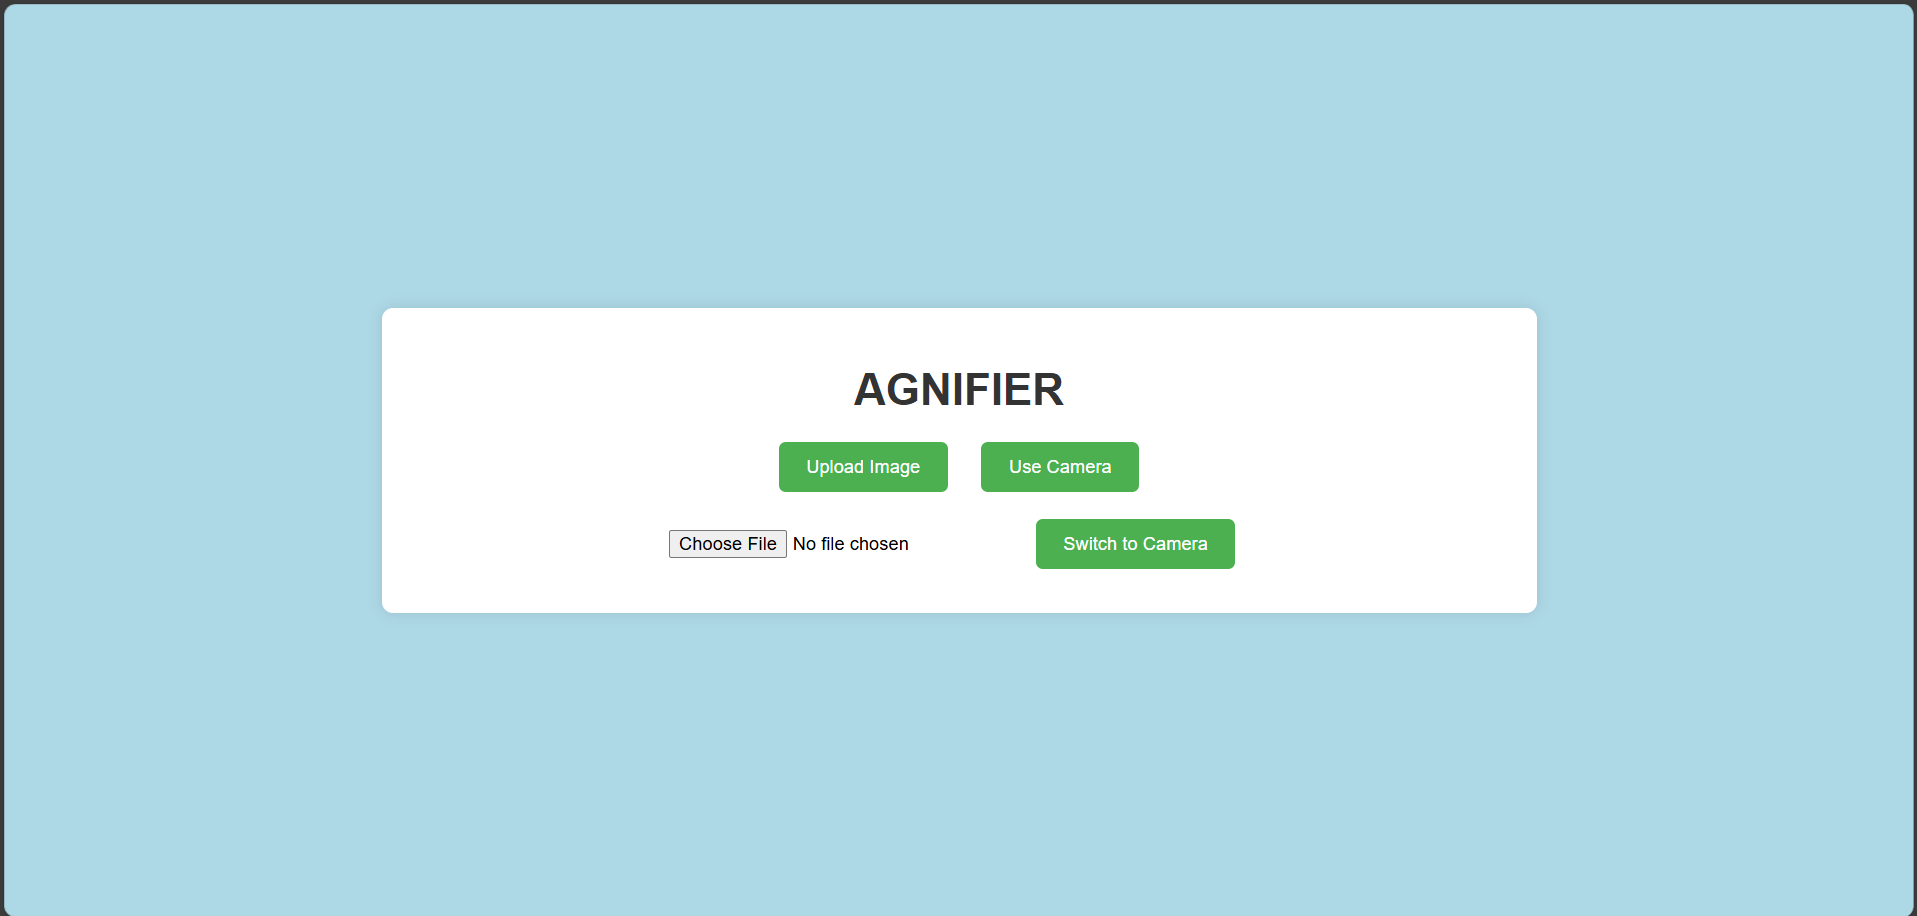 AGNIFIER
Upload Image Use Camera
Choose File No file chosen Switch to Camera